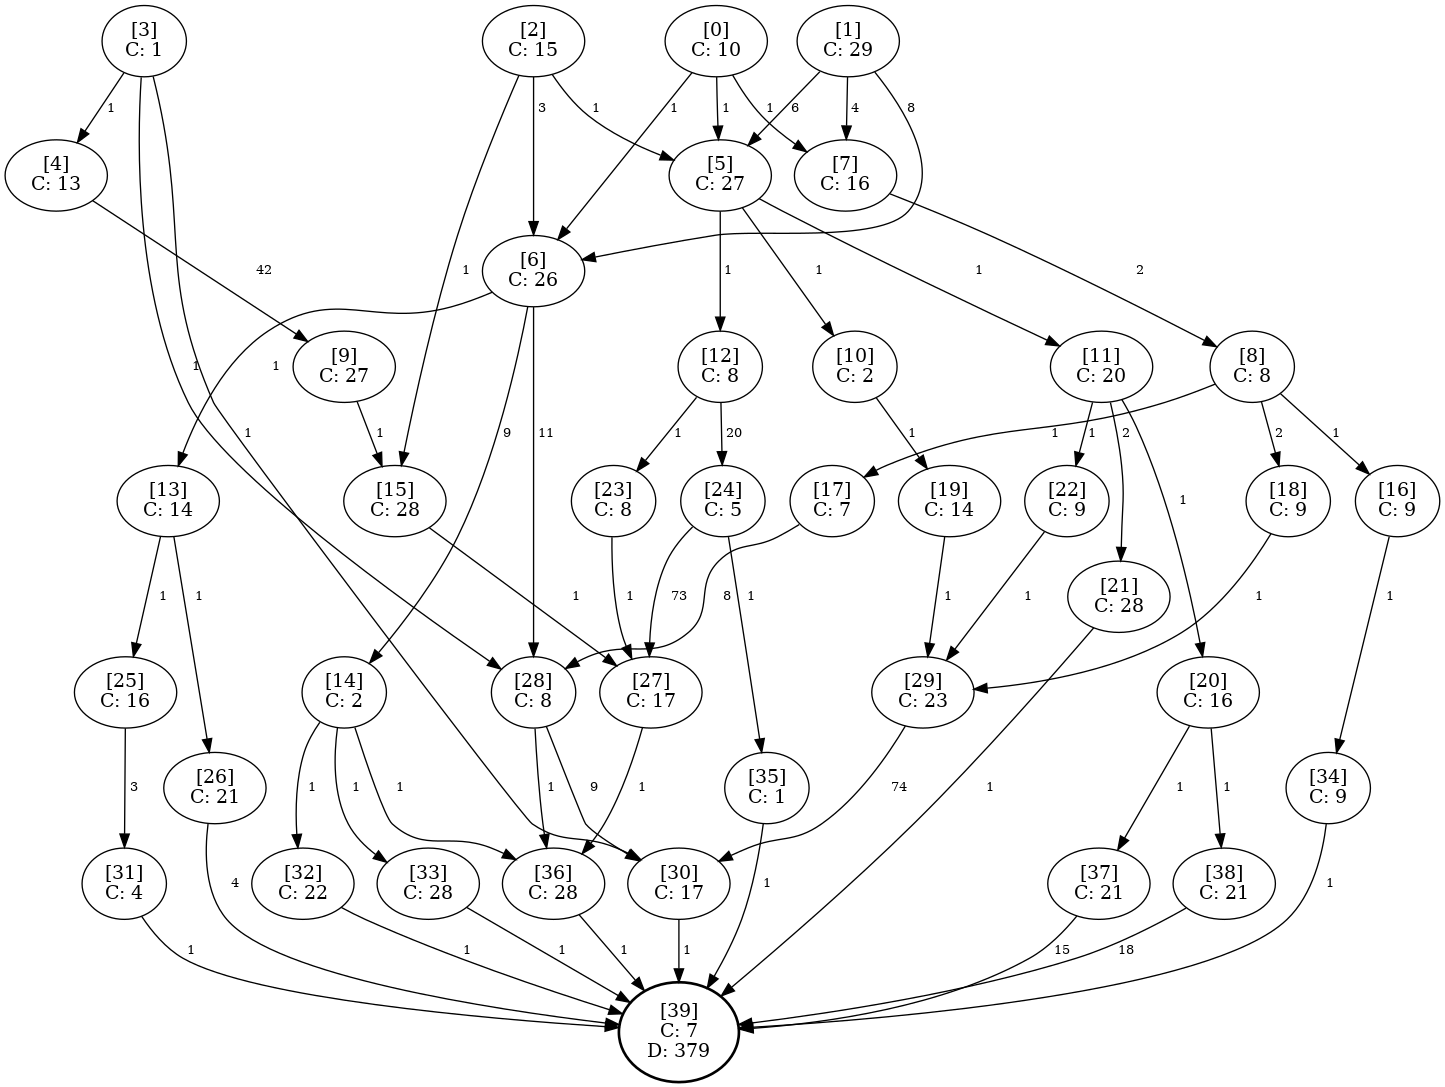 [3]
C: 1
[2]
C: 15
[0]
C: 10
[1]
C: 29
1
3
1
1
1
1
6
4
8
[4]
C: 13
[5]
C: 27
[7]
C: 16
[6]
C: 26
42
1
1
1
1
2
[9]
C: 27
[12]
C: 8
[10]
C: 2
[11]
C: 20
[8]
C: 8
1
1
1
1
9
11
1
20
1
1
1
2
2
1
[13]
C: 14
[15]
C: 28
[23]
C: 8
[24]
C: 5
[17]
C: 7
[19]
C: 14
[22]
C: 9
[18]
C: 9
[16]
C: 9
1
1
1
1
1
73
1
8
1
1
[21]
C: 28
1
1
[25]
C: 16
[26]
C: 21
[14]
C: 2
[28]
C: 8
[27]
C: 17
[29]
C: 23
[20]
C: 16
3
1
1
1
1
9
1
[35]
C: 1
74
1
1
1
[34]
C: 9
[31]
C: 4
[32]
C: 22
[33]
C: 28
[36]
C: 28
[30]
C: 17
[37]
C: 21
[38]
C: 21
4
1
1
1
1
1
1
15
18
1
[39]
C: 7
D: 379